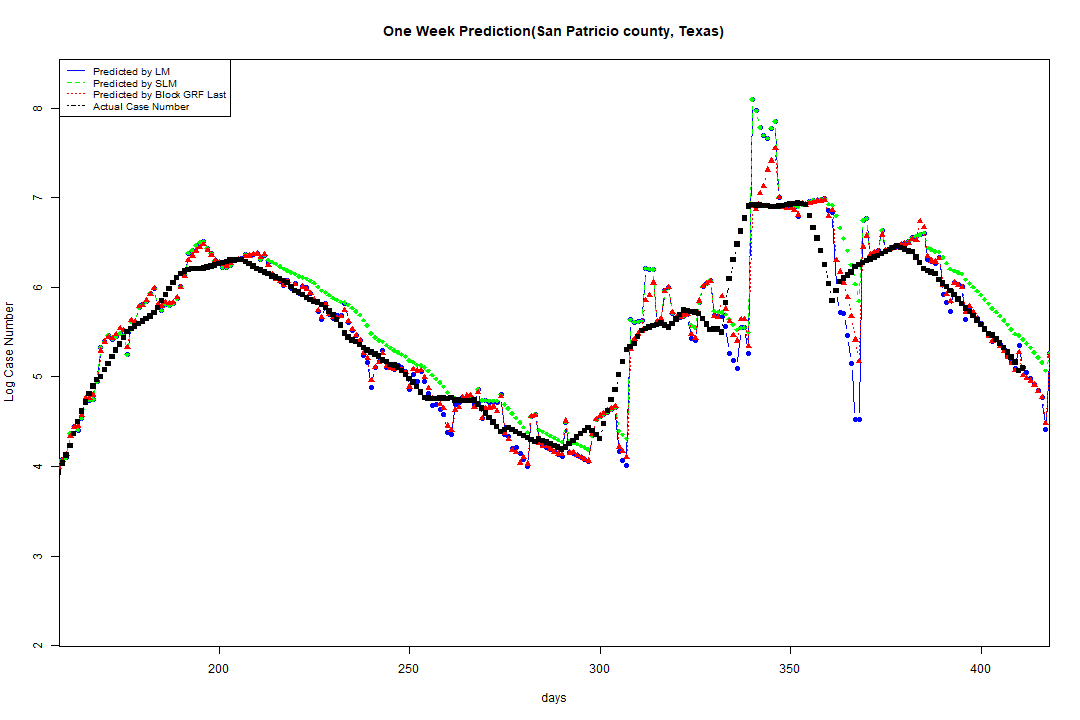 One Week Prediction(San Patricio county, Texas)
Predicted by LM
Predicted by SLM
Predicted by Block GRF Last
Actual Case Number
Log Case Number
8
7
6
5
4
3
2
200 250 300 350 400
days